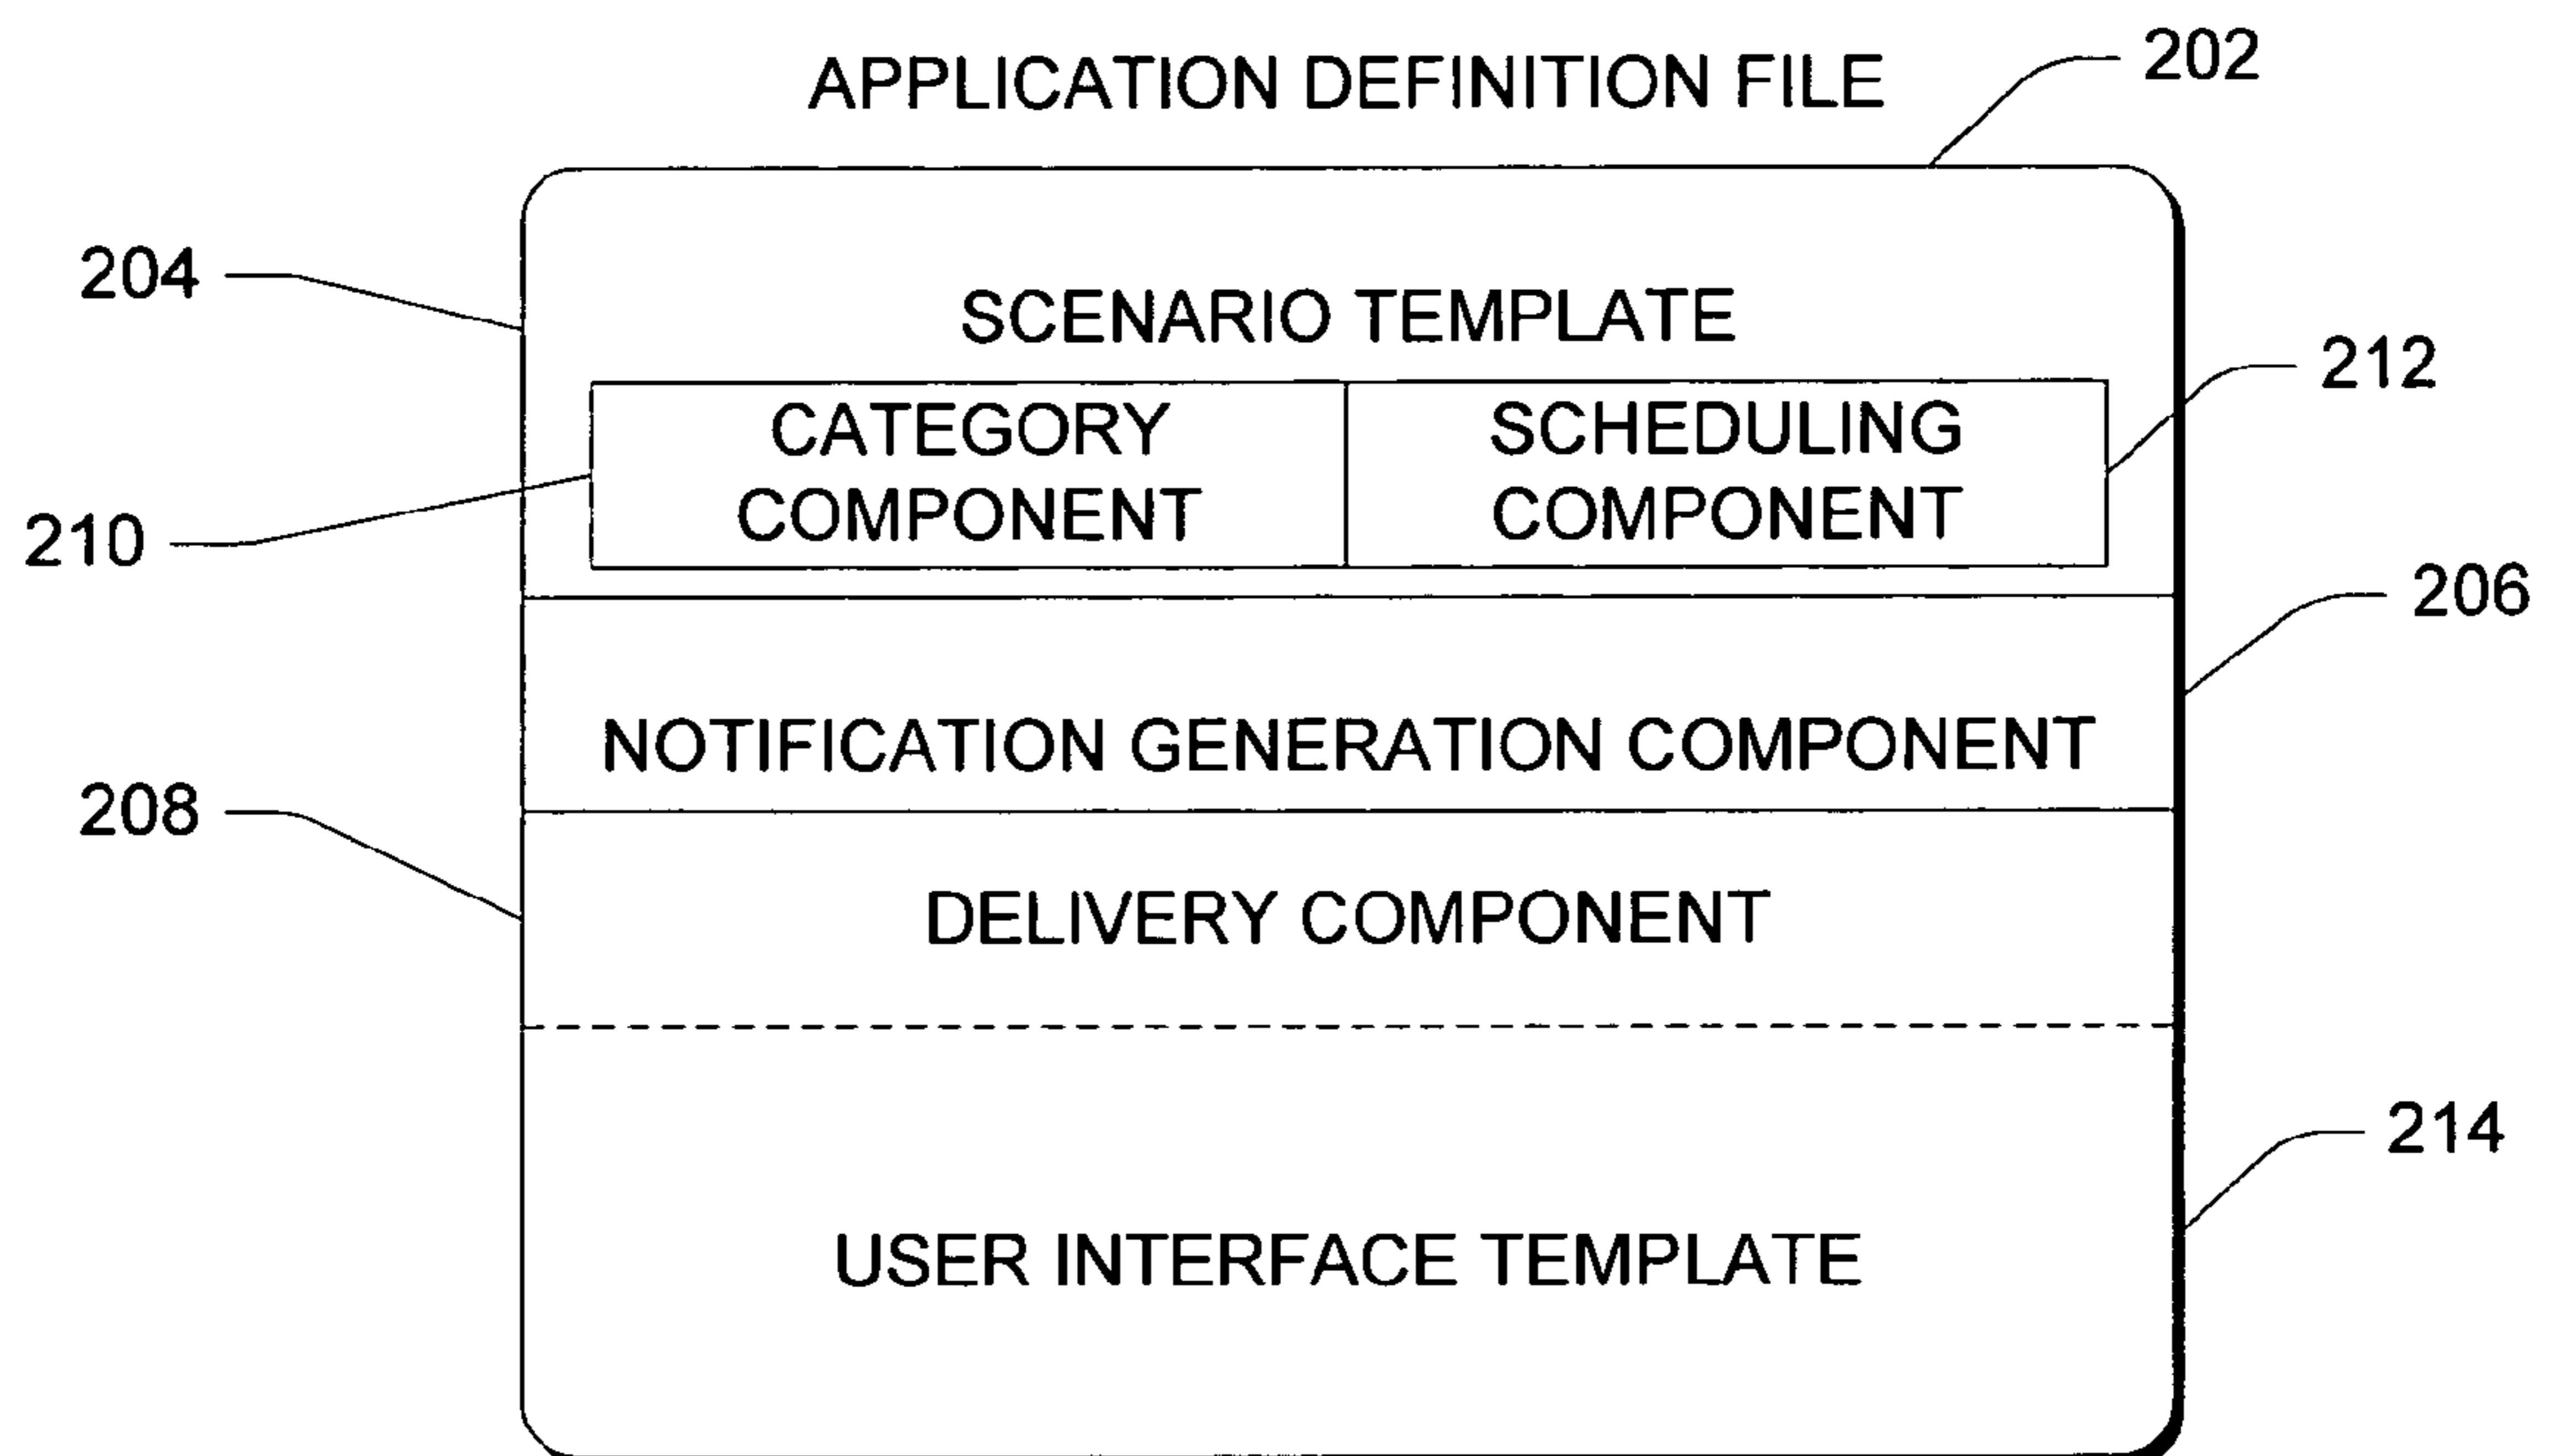 APPLICATION DEFINITION FILE
202
204
SCENARIO TEMPLATE
212
CATEGORY
COMPONENT
SCHEDULING
COMPONENT
210
206
NOTIFICATION GENERATION COMPONENT
208
DELIVERY COMPONENT
214
USER INTERFACE TEMPLATE